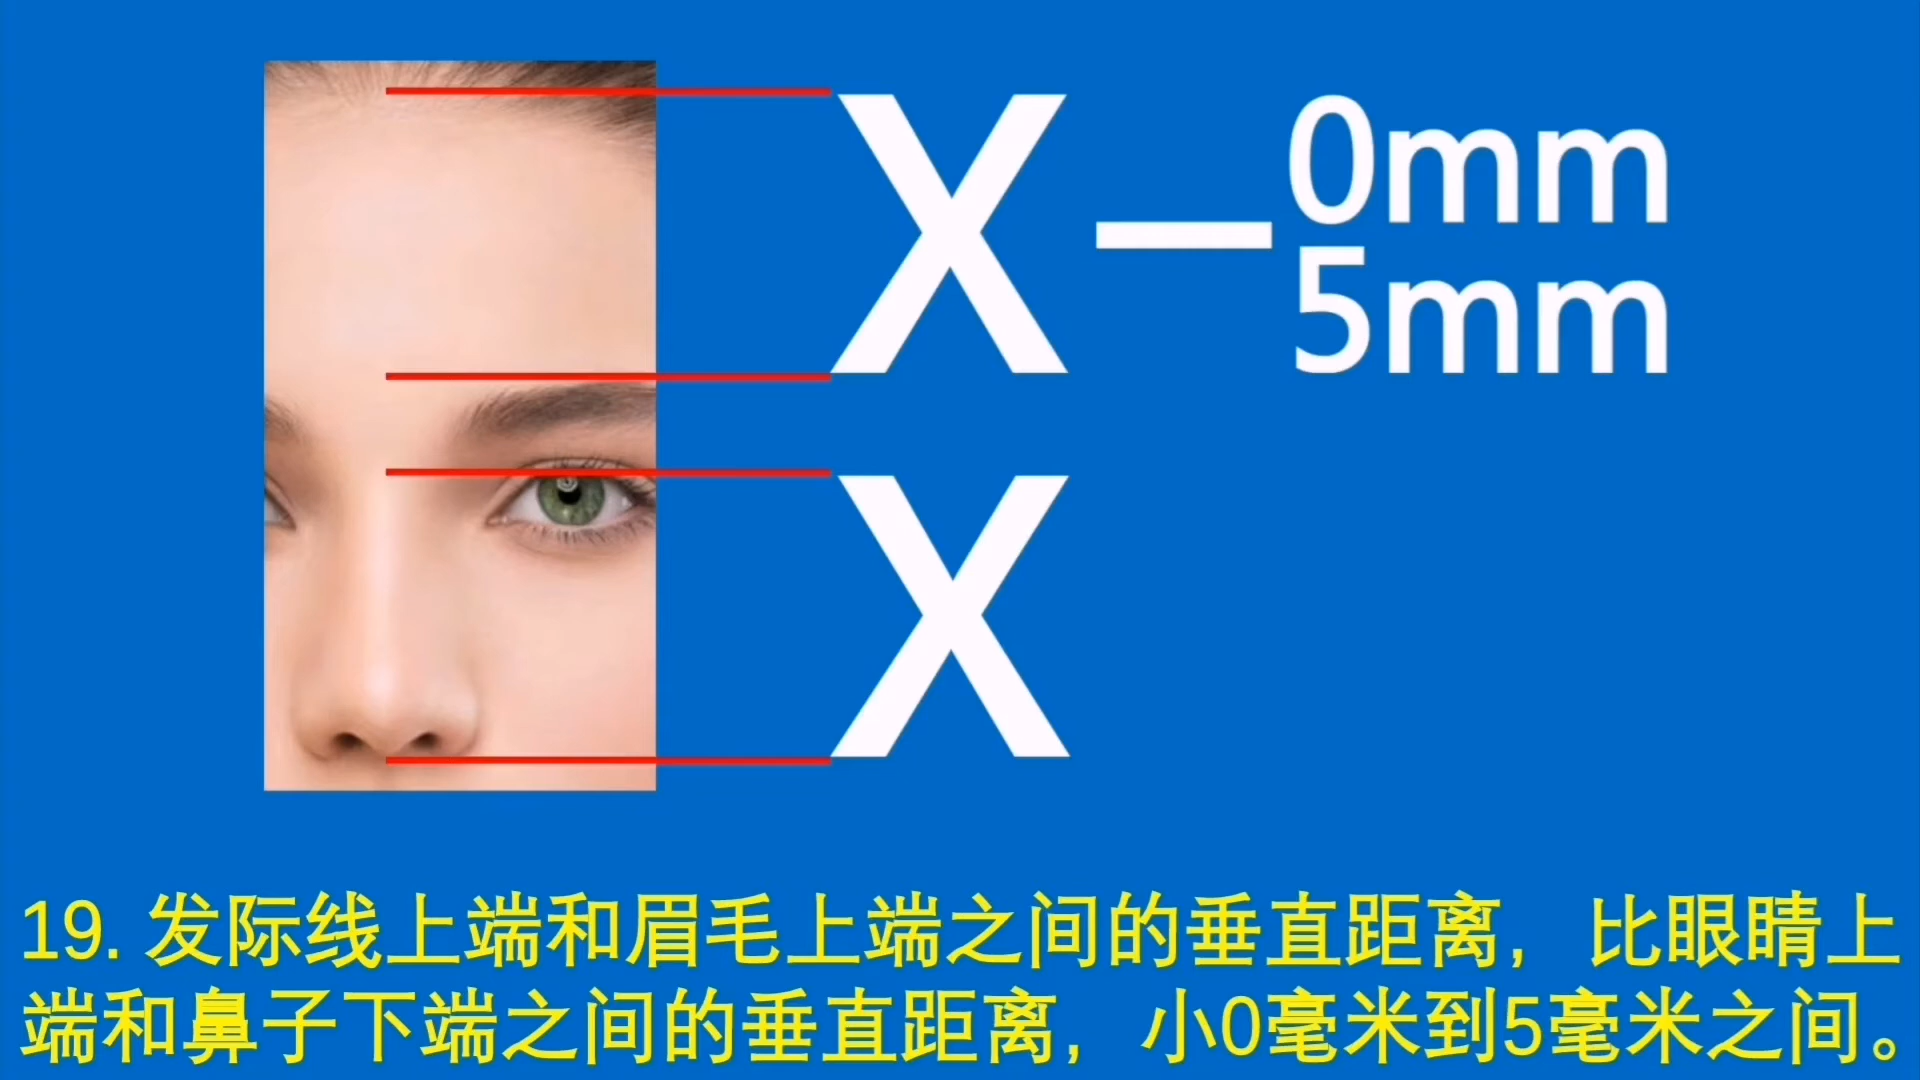 X — 0mm
5mm
X
19. 发际线上端和眉毛上端之间的垂直距离，比眼睛上
端和鼻子下端之间的垂直距离，小0毫米到5毫米之间。